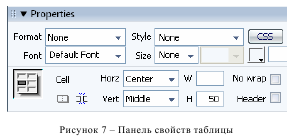 Properties
Format None Style None CSS
Font Default Font Size None
Cell Horz Center W No wrap
Vert Middle H 50 Header
Рисунок 7 – Панель свойств таблицы